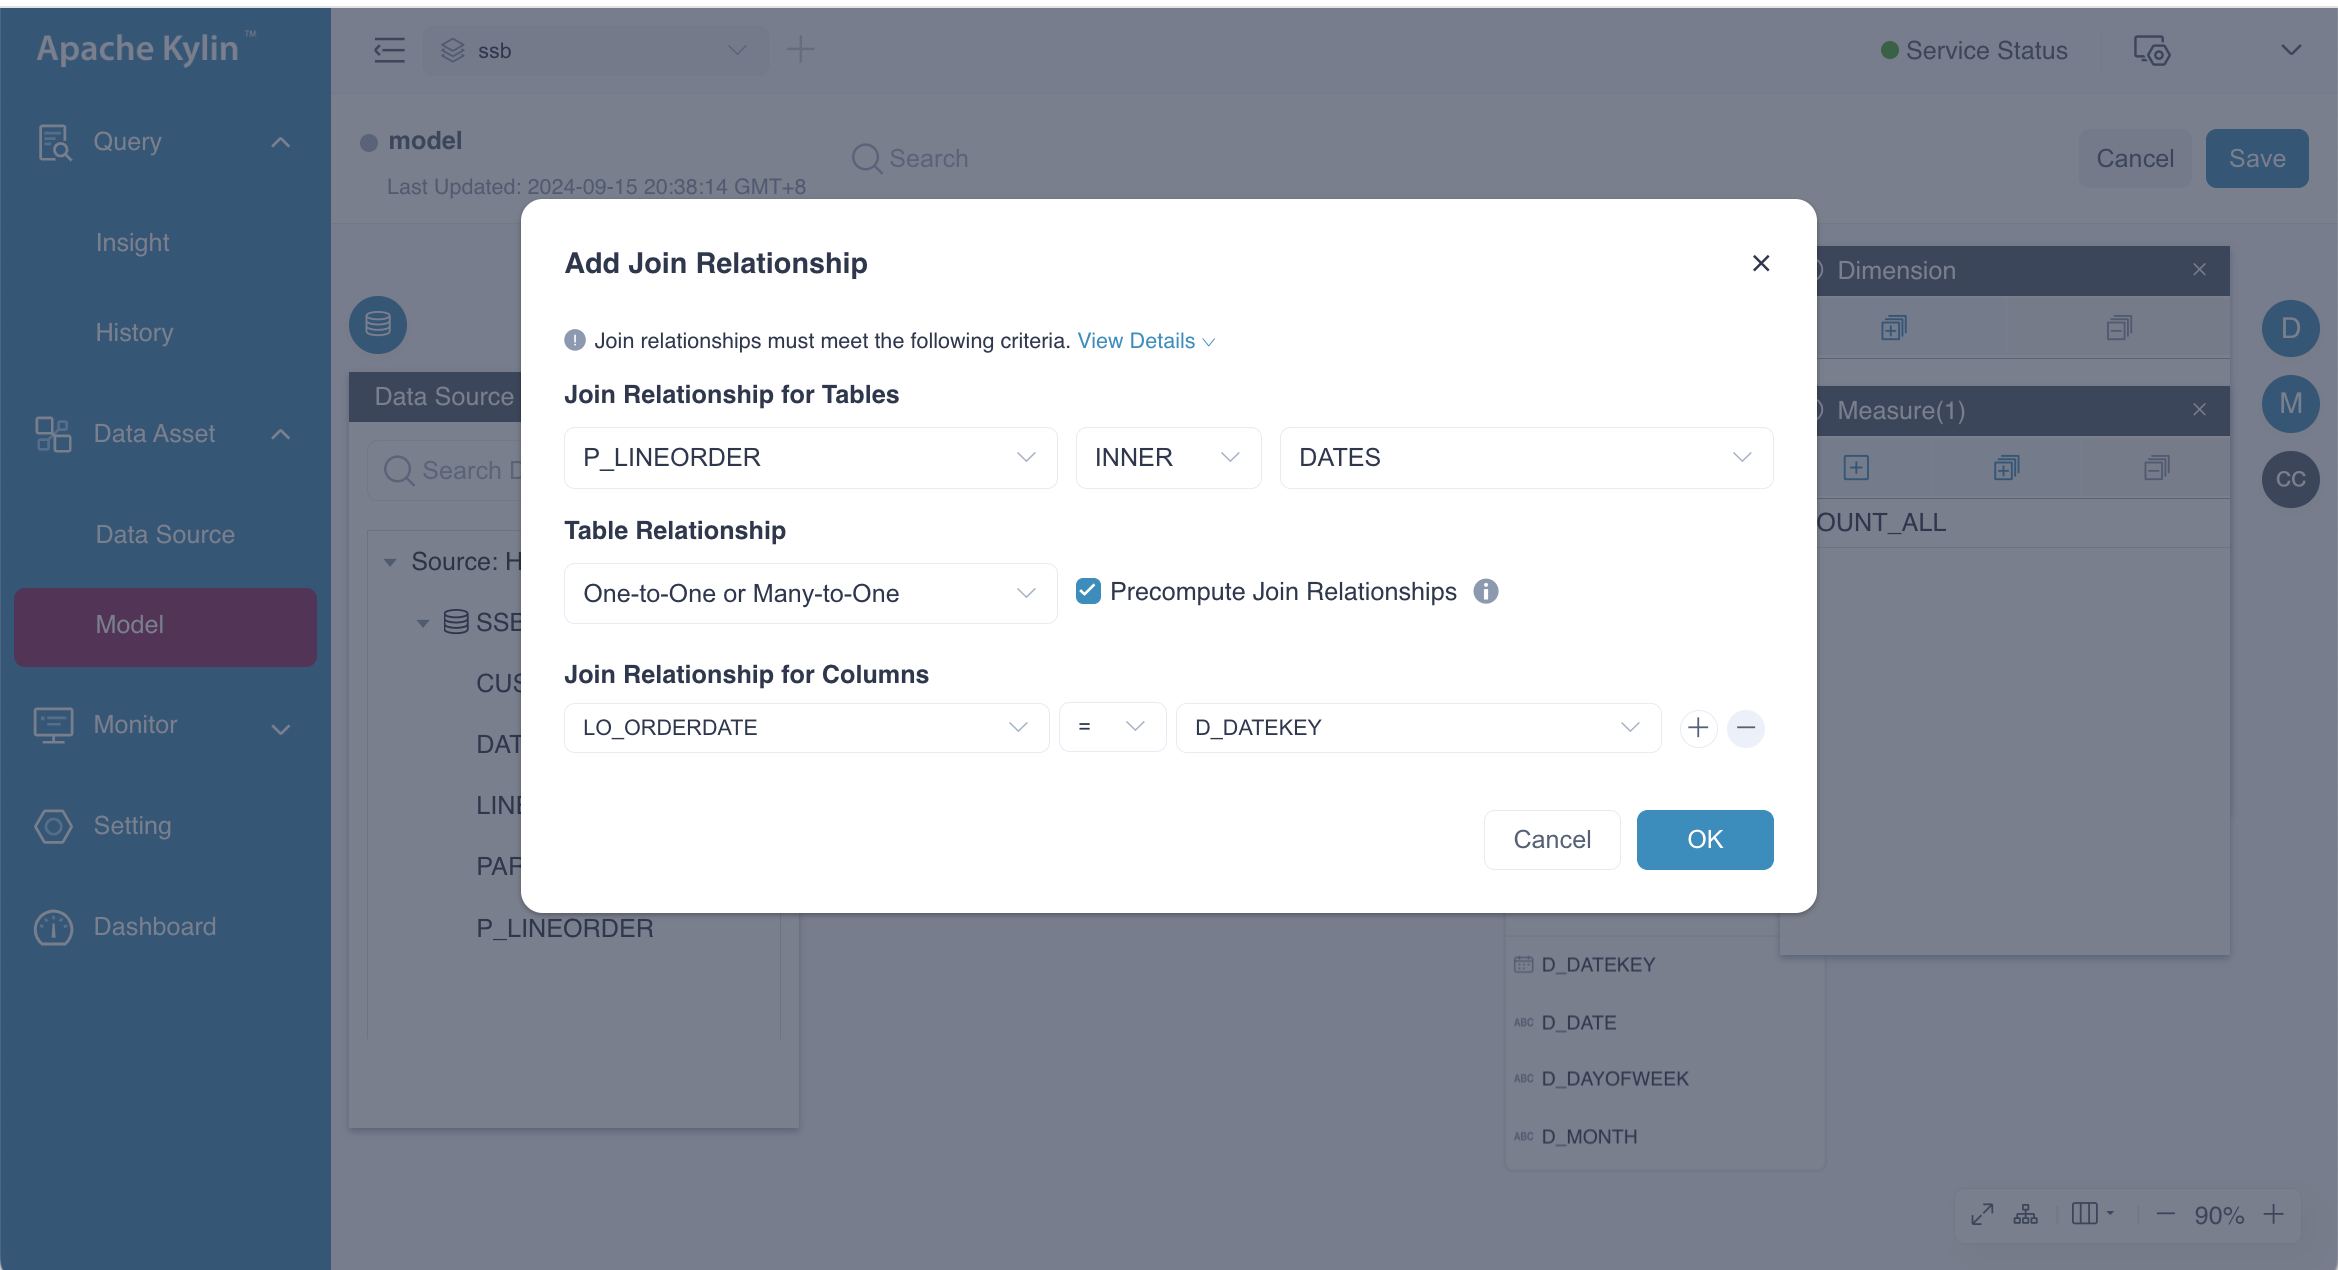 Apache Kylin ™
ssb
Service Status
Query
model
Search
Cancel
Save
Last Updated: 2024-09-15 20:38:14 GMT+8
Insight
History
Data Asset
Data Source
Model
Monitor
Setting
Dashboard
Data Source
Search D
Source: H
SSB
CUS
DAT
LINE
PAR
P_LINEORDER
Add Join Relationship
Join relationships must meet the following criteria. View Details
Join Relationship for Tables
P_LINEORDER
INNER
DATES
Table Relationship
One-to-One or Many-to-One
Precompute Join Relationships
Join Relationship for Columns
LO_ORDERDATE
=
D_DATEKEY
Cancel
OK
Dimension
Measure(1)
OUNT_ALL
D
M
CC
D_DATEKEY
ABC D_DATE
ABC D_DAYOFWEEK
ABC D_MONTH
90%